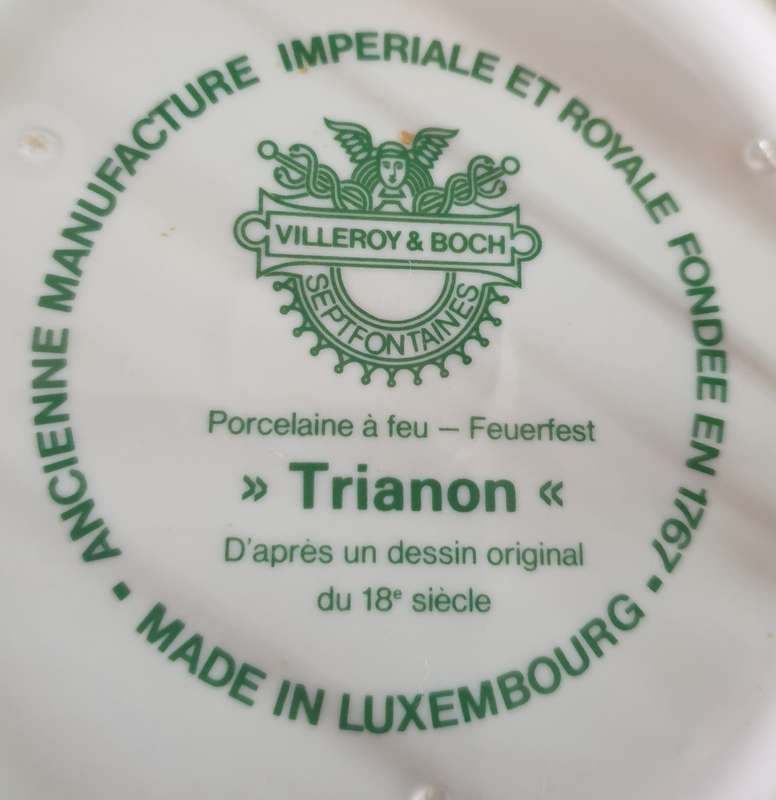 ANCIENNE MANUFACTURE IMPERIALE ET ROYALE FONDEE EN 1767
VILLEROY & BOCH
SEPTFONTAINES
Porcelaine à feu – Feuerfest
» Trianon «
D'après un dessin original
du 18e siècle
• MADE IN LUXEMBOURG •